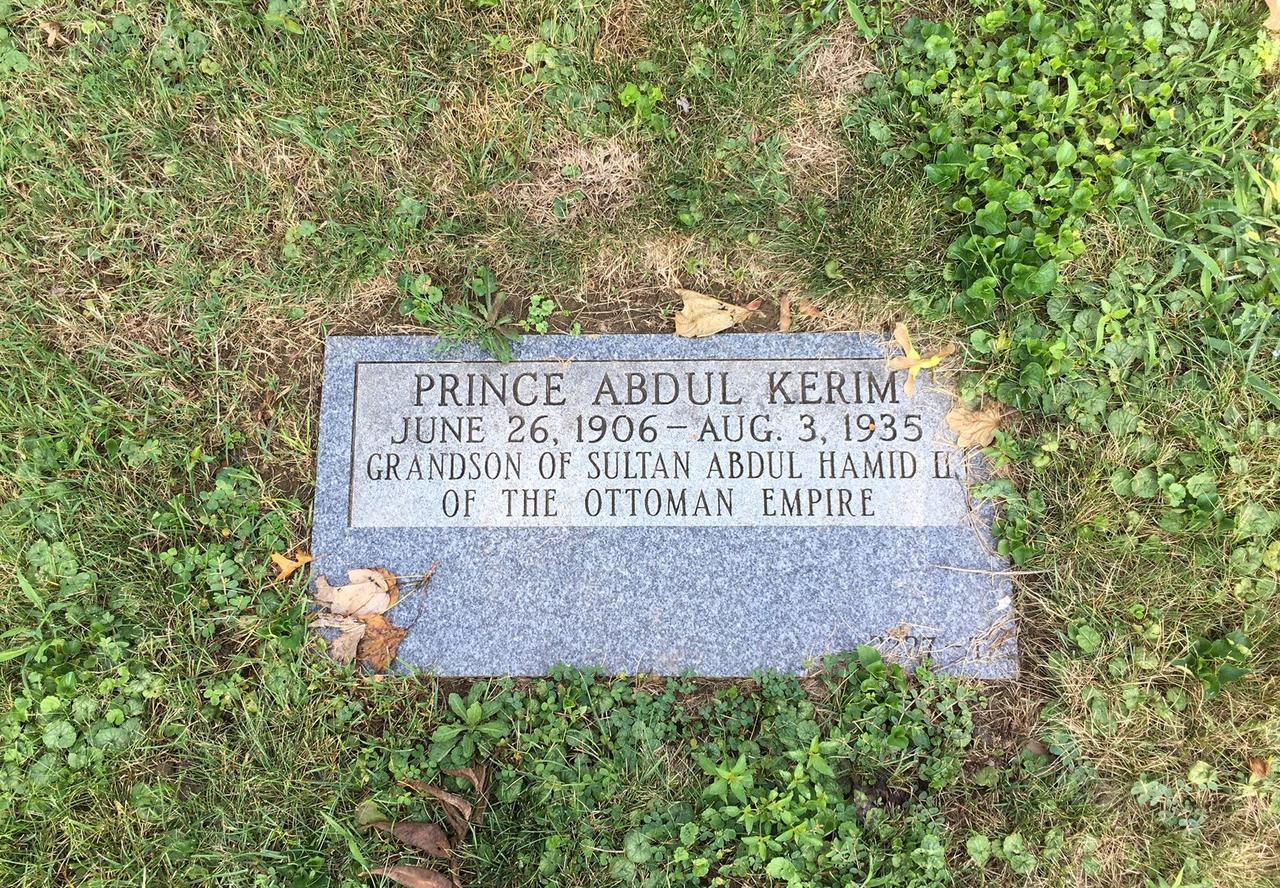 PRINCE ABDUL KERIM
JUNE 26, 1906 – AUG. 3, 1935
GRANDSON OF SULTAN ABDUL HAMID II
OF THE OTTOMAN EMPIRE